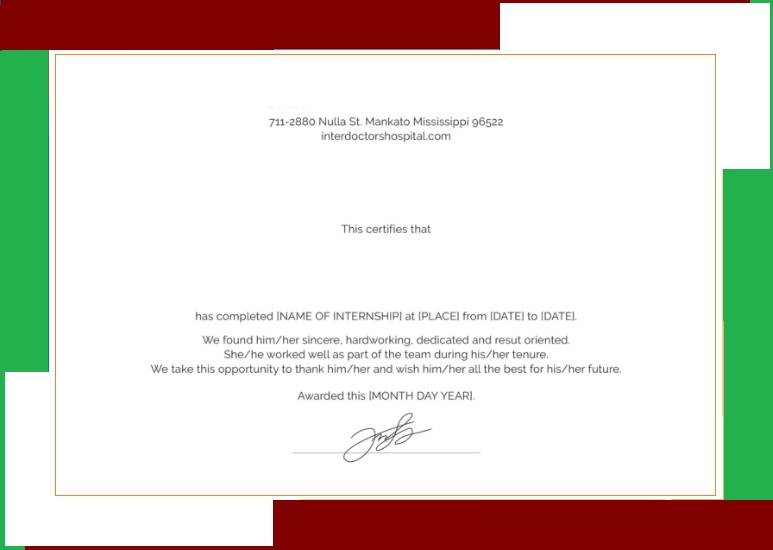 711-2880 Nulla St. Mankato Mississippi 96522
interdoctorshospital.com
This certifies that
has completed [NAME OF INTERNSHIP] at [PLACE] from [DATE] to [DATE].
We found him/her sincere, hardworking, dedicated and resut oriented.
She/he worked well as part of the team during his/her tenure.
We take this opportunity to thank him/her and wish him/her all the best for his/her future.
Awarded this [MONTH DAY YEAR].